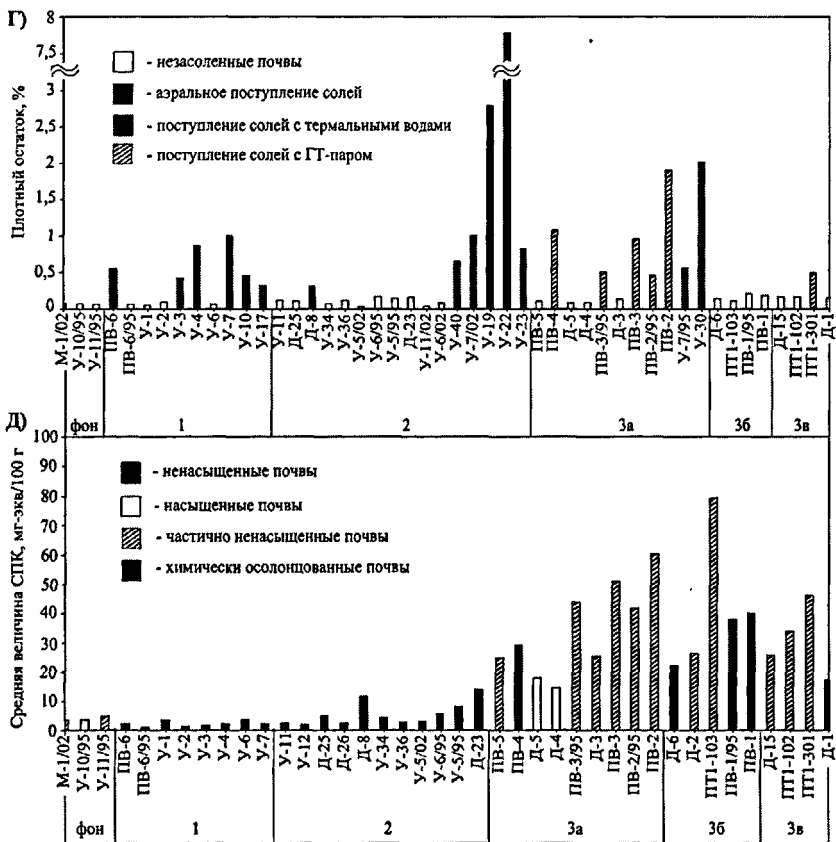 Г)
8
7,5
3
2,5
2
1,5
1
0,5
0
Плотный остаток, %
- незасоленные почвы
- аэральное поступление солей
- поступление солей с термальными водами
- поступление солей с ГТ-паром
М-1/02
У-10/95
У-11/95
ПВ-6
ПВ-6/95
У-1
У-2
У-3
У-4
У-6
У-7
У-10
У-17
У-11
Д-25
Д-8
У-34
У-36
У-5/02
У-6/95
У-5/95
Д-23
У-11/02
У-6/02
У-40
У-7/02
У-19
У-22
У-23
ПВ-5
ПВ-4
Д-5
Д-4
ПВ-3/95
Д-3
ПВ-3
ПВ-2/95
ПВ-2
У-7/95
У-30
Д-6
ПТ1-103
ПВ-1/95
ПВ-1
Д-15
ПТ1-102
ПТ1-301
Д-1
фон 1 2 3а 3б 3в
Д)
100
90
80
70
60
50
40
30
20
10
0
Средняя величина СПК, мг-экв/100 г
- ненасыщенные почвы
- насыщенные почвы
- частично ненасыщенные почвы
- химически осолонцованные почвы
М-1/02
У-10/95
У-11/95
ПВ-6
ПВ-6/95
У-1
У-2
У-3
У-4
У-6
У-7
У-11
У-12
Д-25
Д-26
Д-8
У-34
У-36
У-5/02
У-6/95
У-5/95
Д-23
ПВ-5
ПВ-4
Д-5
Д-4
ПВ-3/95
Д-3
ПВ-3
ПВ-2/95
ПВ-2
Д-6
Д-2
ПТ1-103
ПВ-1/95
ПВ-1
Д-15
ПТ1-102
ПТ1-301
Д-1
фон 1 2 3а 3б 3в